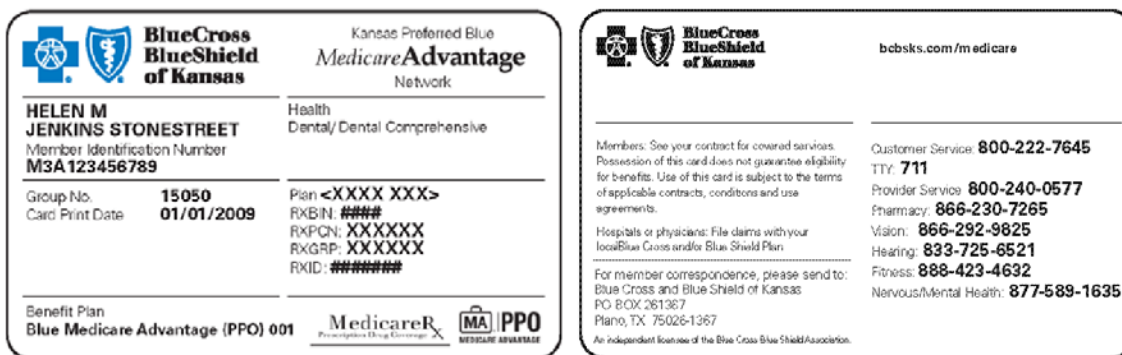 BlueCross
BlueShield
of Kansas
Kansas Preferred Blue
MedicareAdvantage
Network
HELEN M
JENKINS STONESTREET
Member Identification Number
M3A123456789
Health
Dental/Dental Comprehensive
Group No. 15050
Card Print Date 01/01/2009
Plan <XXXX XXX>
RXBIN: ####
RXPCN: XXXXXX
RXGRP: XXXXXX
RXID: #######
Benefit Plan
Blue Medicare Advantage (PPO) 001
MedicareRx
Prescription Drug Coverage
MA PPO
MEDICARE ADVANTAGE
BlueCross
BlueShield
of Kansas
bcbsks.com/medicare
Members: See your contract for covered services.
Possession of this card does not guarantee eligibility
for benefits. Use of this card is subject to the terms
of applicable contracts, conditions and use
agreements.
Hospitals or physicians: File claims with your
localBlue Cross and/or Blue Shield Plan
For member correspondence, please send to:
Blue Cross and Blue Shield of Kansas
PO BOX 261367
Plano, TX 75026-1367
An independent licensee of the Blue Cross Blue Shield Association.
Customer Service: 800-222-7645
TTY: 711
Provider Service 800-240-0577
Pharmacy: 866-230-7265
Vision: 866-292-9825
Hearing: 833-725-6521
Fitness: 888-423-4632
Nervous/Mental Health: 877-589-1635